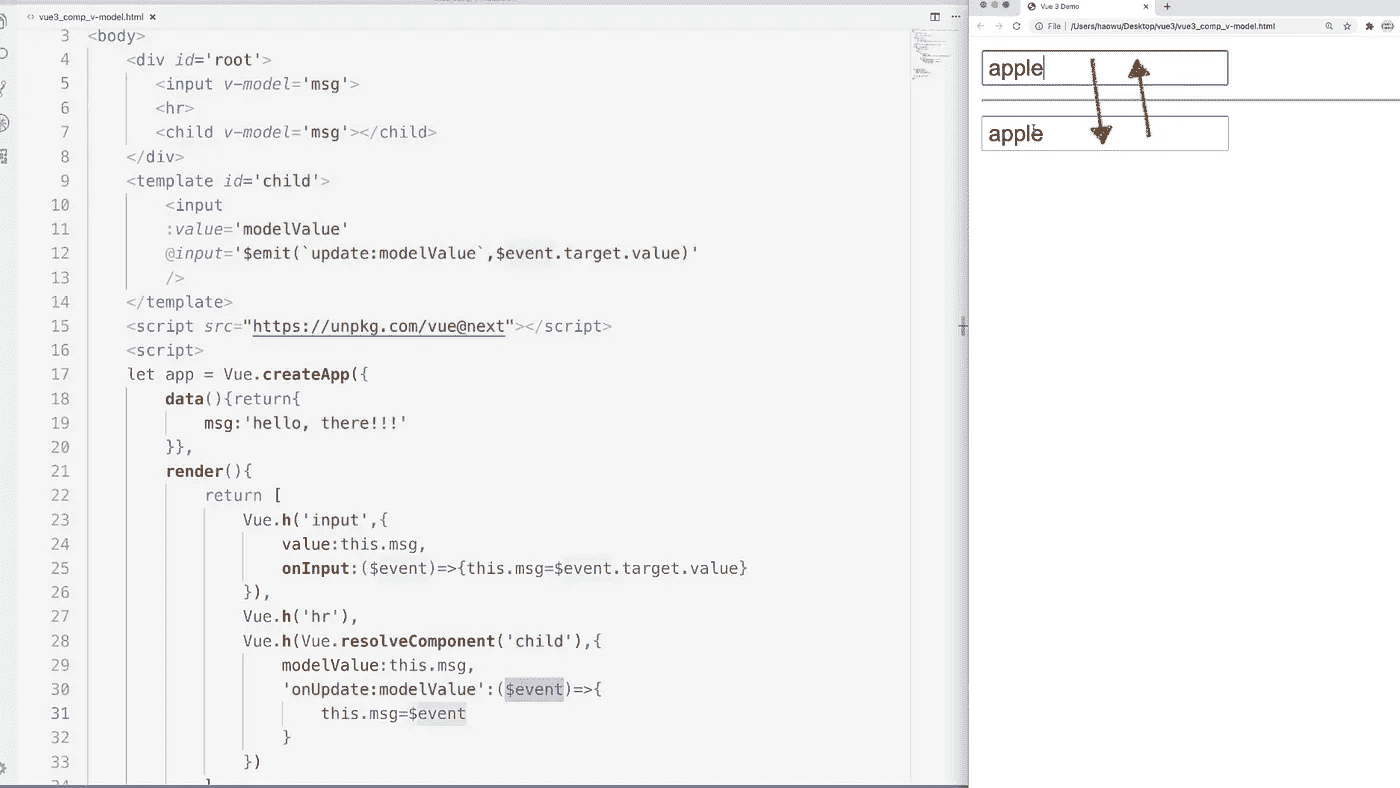 vue3_comp_v-model.html ×
3 <body>
4 <div id='root'>
5 <input v-model='msg'>
6 <hr>
7 <child v-model='msg'></child>
8 </div>
9 <template id='child'>
10 <input
11 :value='modelValue'
12 @input='$emit(`update:modelValue`,$event.target.value)'
13 />
14 </template>
15 <script src="https://unpkg.com/vue@next"></script>
16 <script>
17 let app = Vue.createApp({
18 data(){return{
19 msg:'hello, there!!!'
20 }},
21 render(){
22 return [
23 Vue.h('input',{
24 value:this.msg,
25 onInput:($event)=>{this.msg=$event.target.value}
26 }),
27 Vue.h('hr'),
28 Vue.h(Vue.resolveComponent('child'),{
29 modelValue:this.msg,
30 'onUpdate:modelValue':($event)=>{
31 this.msg=$event
32 }
33 })
34 ]
Vue 3 Demo
File | /Users/haowu/Desktop/vue3/vue3_comp_v-model.html
apple
apple